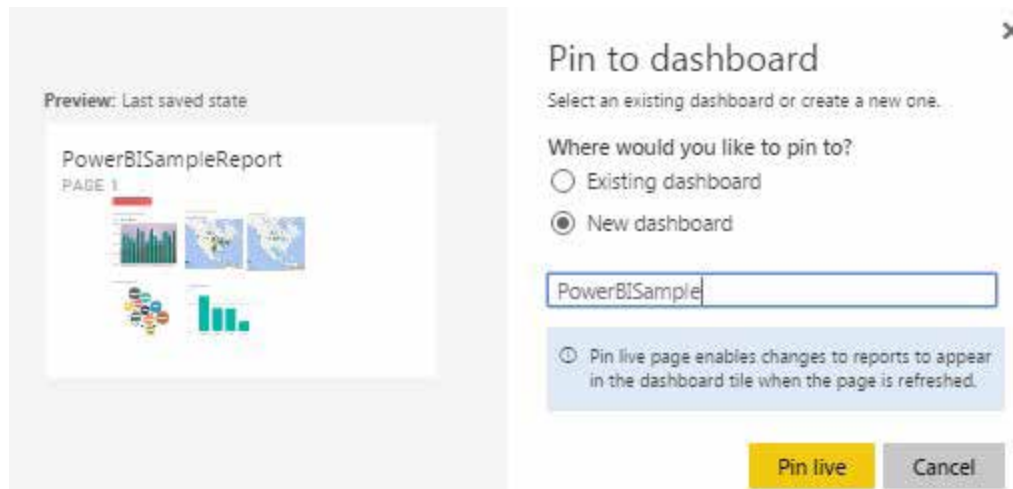 Preview: Last saved state
PowerBISampleReport
PAGE 1
Pin to dashboard
Select an existing dashboard or create a new one.
Where would you like to pin to?
Existing dashboard
New dashboard
PowerBISample
Pin live page enables changes to reports to appear
in the dashboard tile when the page is refreshed.
Pin live
Cancel